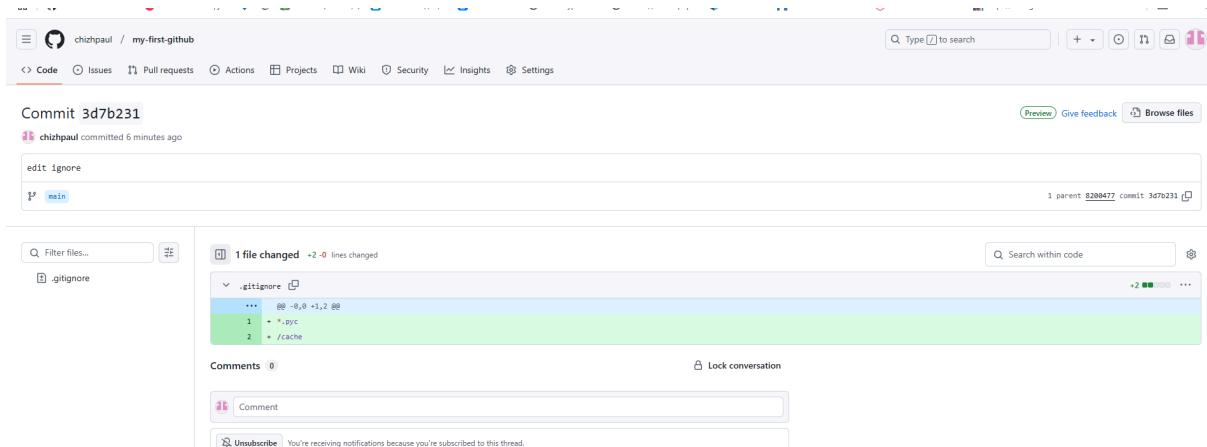 chizhpaul / my-first-github
Type / to search
Code Issues Pull requests Actions Projects Wiki Security Insights Settings
Commit 3d7b231
Preview Give feedback Browse files
chizhpaul committed 6 minutes ago
edit ignore
main
1 parent 8200477 commit 3d7b231
Filter files...
1 file changed +2 -0 lines changed
Search within code
.gitignore
.gitignore
+2
@@ -0,0 +1,2 @@
1 + *.pyc
2 + /cache
Comments 0
Lock conversation
Comment
Unsubscribe You're receiving notifications because you're subscribed to this thread.